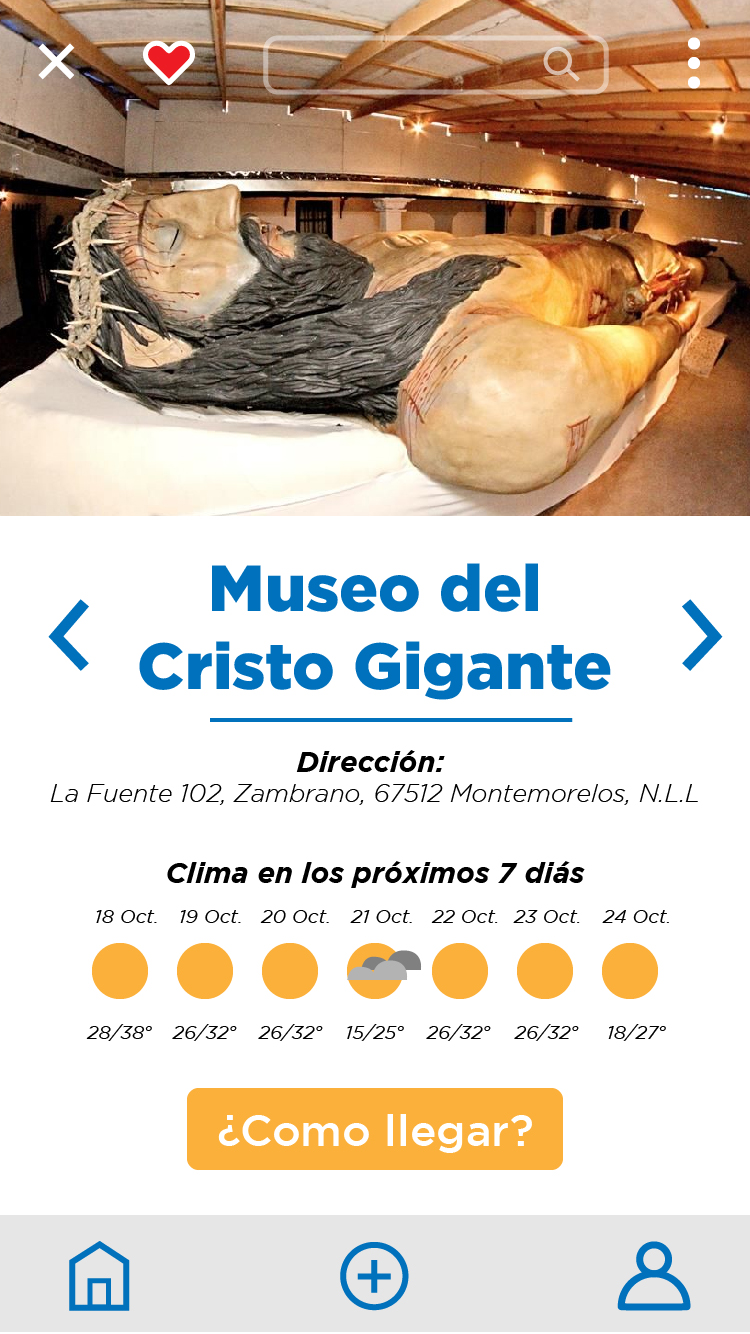 Museo del
Cristo Gigante
Dirección:
La Fuente 102, Zambrano, 67512 Montemorelos, N.L.L
Clima en los próximos 7 diás
18 Oct. 19 Oct. 20 Oct. 21 Oct. 22 Oct. 23 Oct. 24 Oct.
28/38° 26/32° 26/32° 15/25° 26/32° 26/32° 18/27°
¿Como llegar?